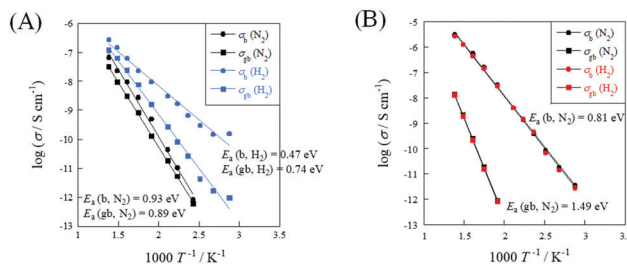 (A)
-5
-6
-7
-8
-9
-10
-11
-12
-13
log (σ / S cm⁻¹)
σb (N₂)
σgb (N₂)
σb (H₂)
σgb (H₂)
Ea (b, H₂) = 0.47 eV
Ea (gb, H₂) = 0.74 eV
Ea (b, N₂) = 0.93 eV
Ea (gb, N₂) = 0.89 eV
1 1.5 2 2.5 3 3.5
1000 T⁻¹ / K⁻¹
(B)
-5
-6
-7
-8
-9
-10
-11
-12
-13
log (σ / S cm⁻¹)
σb (N₂)
σgb (N₂)
σb (H₂)
σgb (H₂)
Ea (b, N₂) = 0.81 eV
Ea (gb, N₂) = 1.49 eV
1 1.5 2 2.5 3 3.5
1000 T⁻¹ / K⁻¹